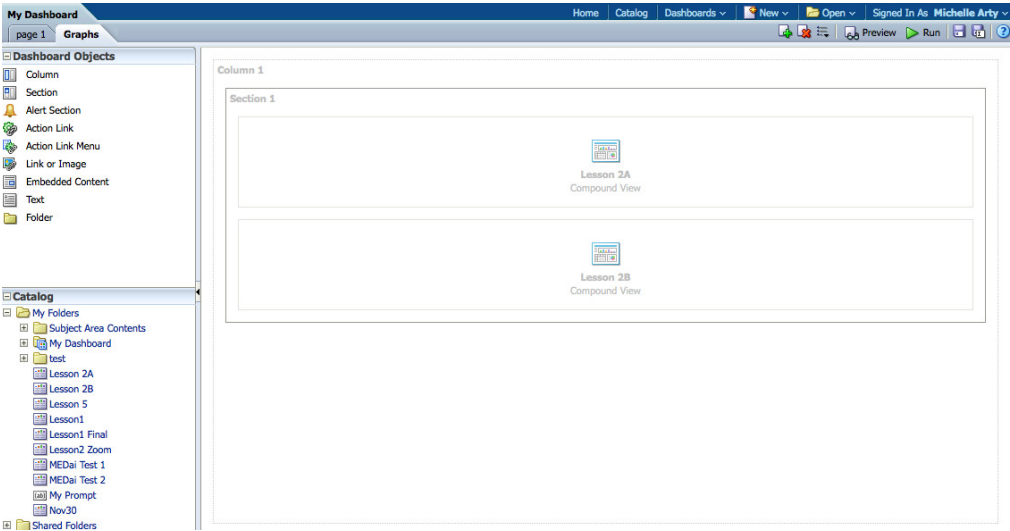 My Dashboard
Home Catalog Dashboards New Open Signed In As Michelle Arty
page 1 Graphs
Preview Run
Dashboard Objects
Column
Section
Alert Section
Action Link
Action Link Menu
Link or Image
Embedded Content
Text
Folder
Catalog
My Folders
Subject Area Contents
My Dashboard
test
Lesson 2A
Lesson 2B
Lesson 5
Lesson1
Lesson1 Final
Lesson2 Zoom
MEDai Test 1
MEDai Test 2
My Prompt
Nov30
Shared Folders
Column 1
Section 1
Lesson 2A
Compound View
Lesson 2B
Compound View